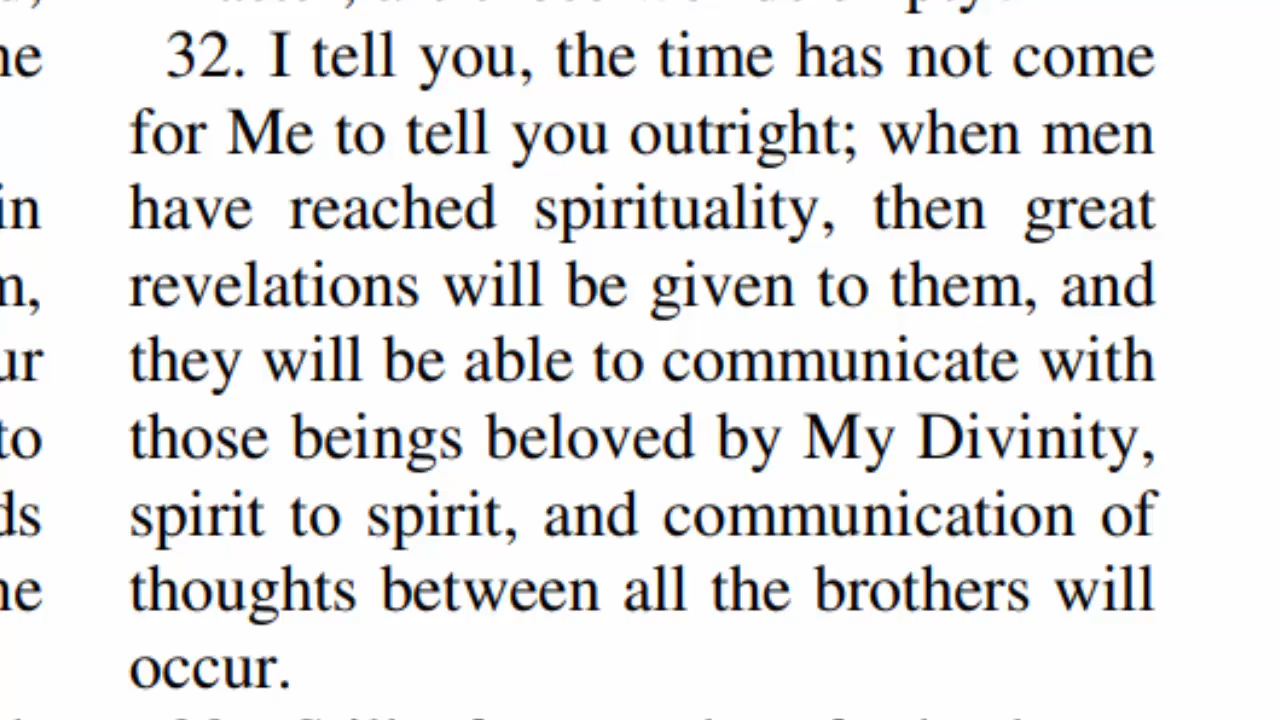 32. I tell you, the time has not come
for Me to tell you outright; when men
have reached spirituality, then great
revelations will be given to them, and
they will be able to communicate with
those beings beloved by My Divinity,
spirit to spirit, and communication of
thoughts between all the brothers will
occur.